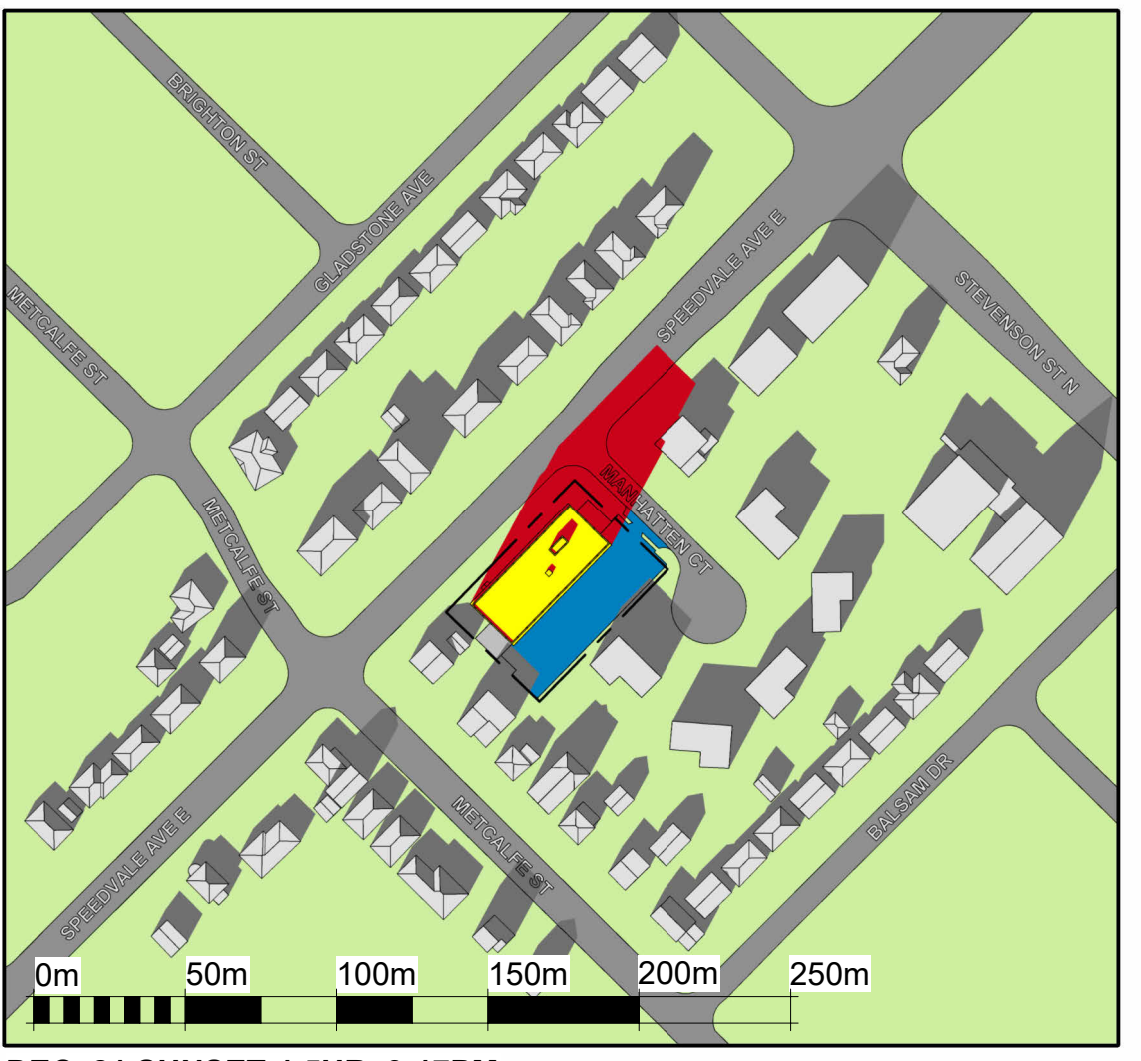 BRIGHTON ST
GLADSTONE AVE
METCALFE ST
SPEEDVALE AVE E
STEVENSON ST N
MANHATTEN CT
METCALFE ST
BALSAM DR
METCALFE ST
SPEEDVALE AVE E
0m 50m 100m 150m 200m 250m